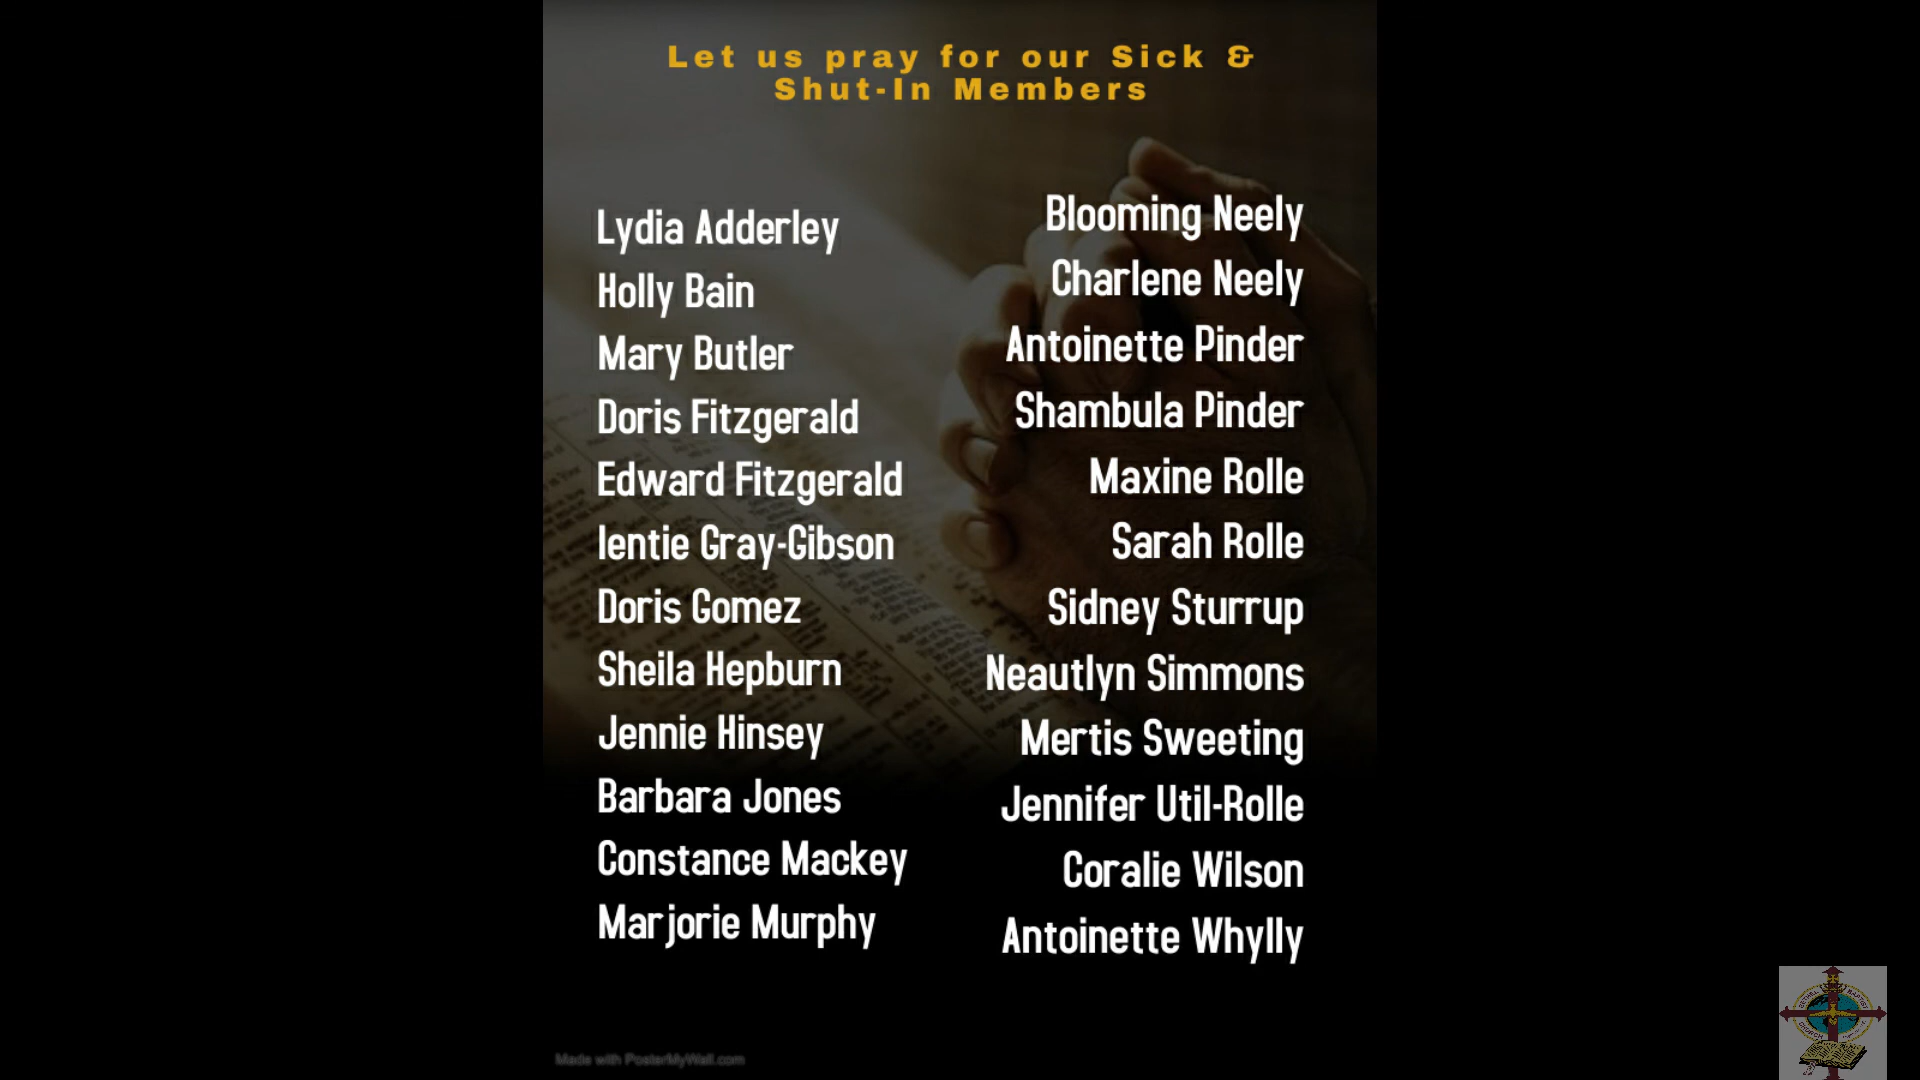 Let us pray for our Sick &
Shut-In Members
Lydia Adderley
Holly Bain
Mary Butler
Doris Fitzgerald
Edward Fitzgerald
Ientie Gray-Gibson
Doris Gomez
Sheila Hepburn
Jennie Hinsey
Barbara Jones
Constance Mackey
Marjorie Murphy
Blooming Neely
Charlene Neely
Antoinette Pinder
Shambula Pinder
Maxine Rolle
Sarah Rolle
Sidney Sturrup
Neautlyn Simmons
Mertis Sweeting
Jennifer Util-Rolle
Coralie Wilson
Antoinette Whylly
Made with PosterMyWall.com
BETHEL BAPTIST
CHURCH